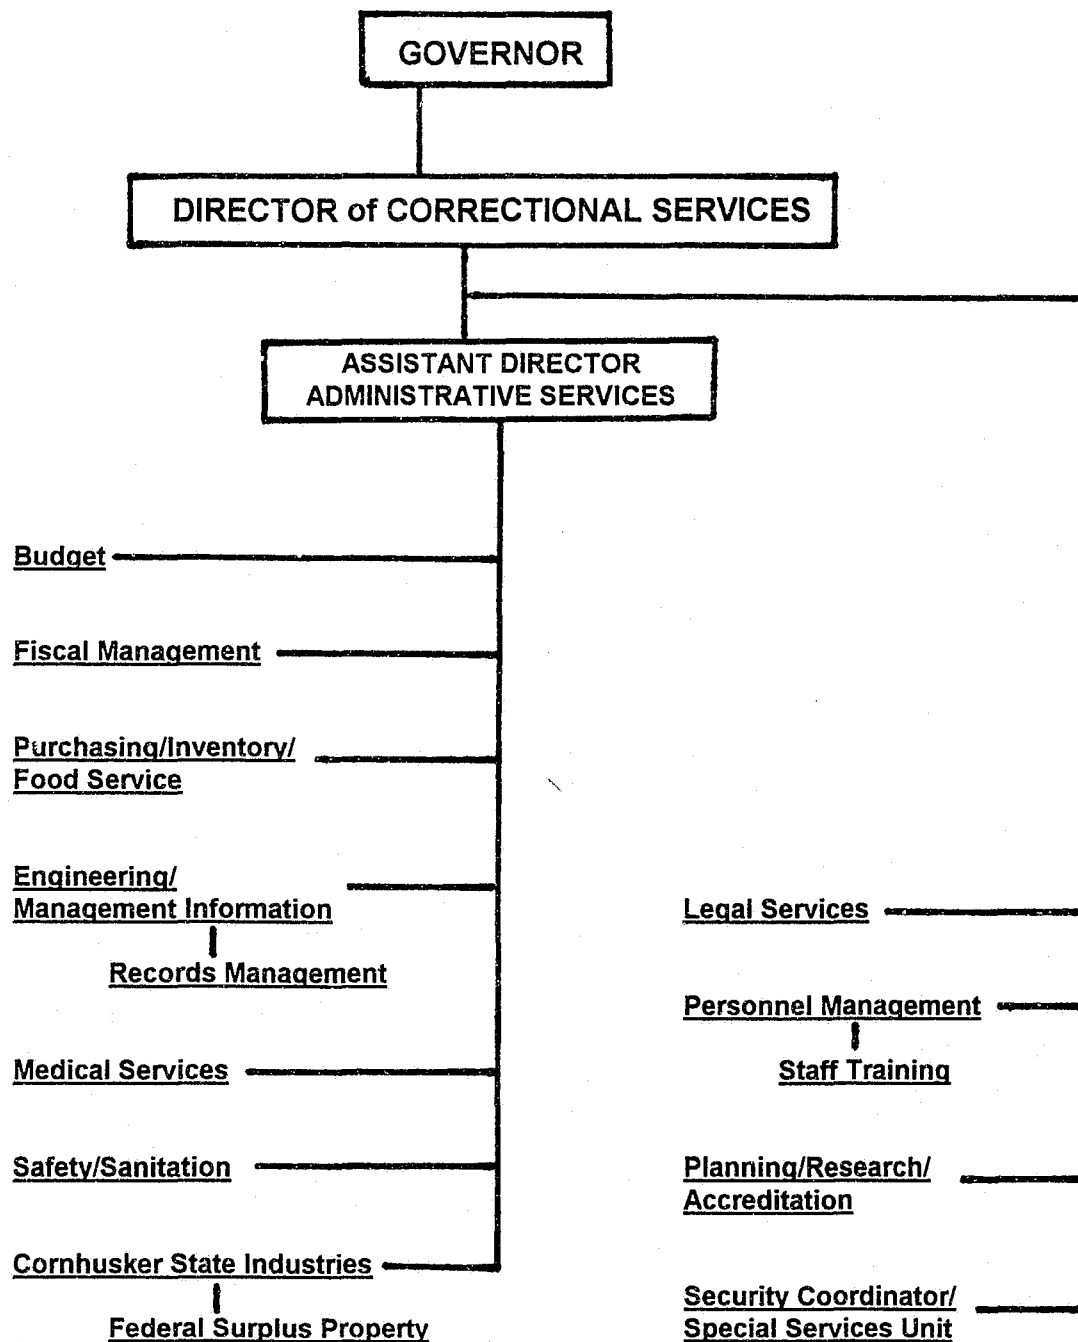 GOVERNOR
DIRECTOR of CORRECTIONAL SERVICES
ASSISTANT DIRECTOR
ADMINISTRATIVE SERVICES
Budget
Fiscal Management
Purchasing/Inventory/
Food Service
Engineering/
Management Information
Records Management
Medical Services
Safety/Sanitation
Cornhusker State Industries
Federal Surplus Property
Legal Services
Personnel Management
Staff Training
Planning/Research/
Accreditation
Security Coordinator/
Special Services Unit